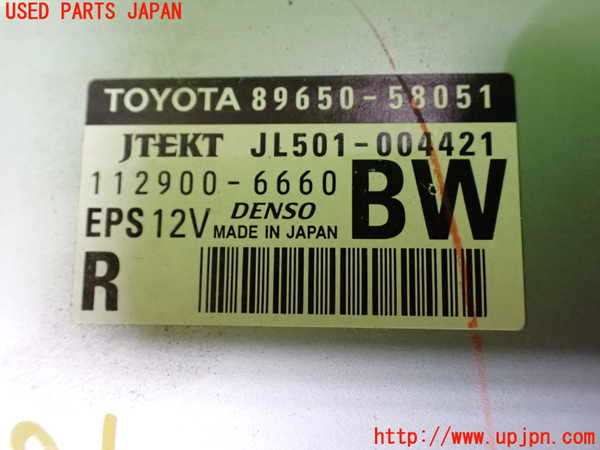 USED PARTS JAPAN
TOYOTA 89650-58051
JTEKT JL501-004421
112900-6660 BW
EPS 12V DENSO MADE IN JAPAN
R
http://www.upjpn.com/